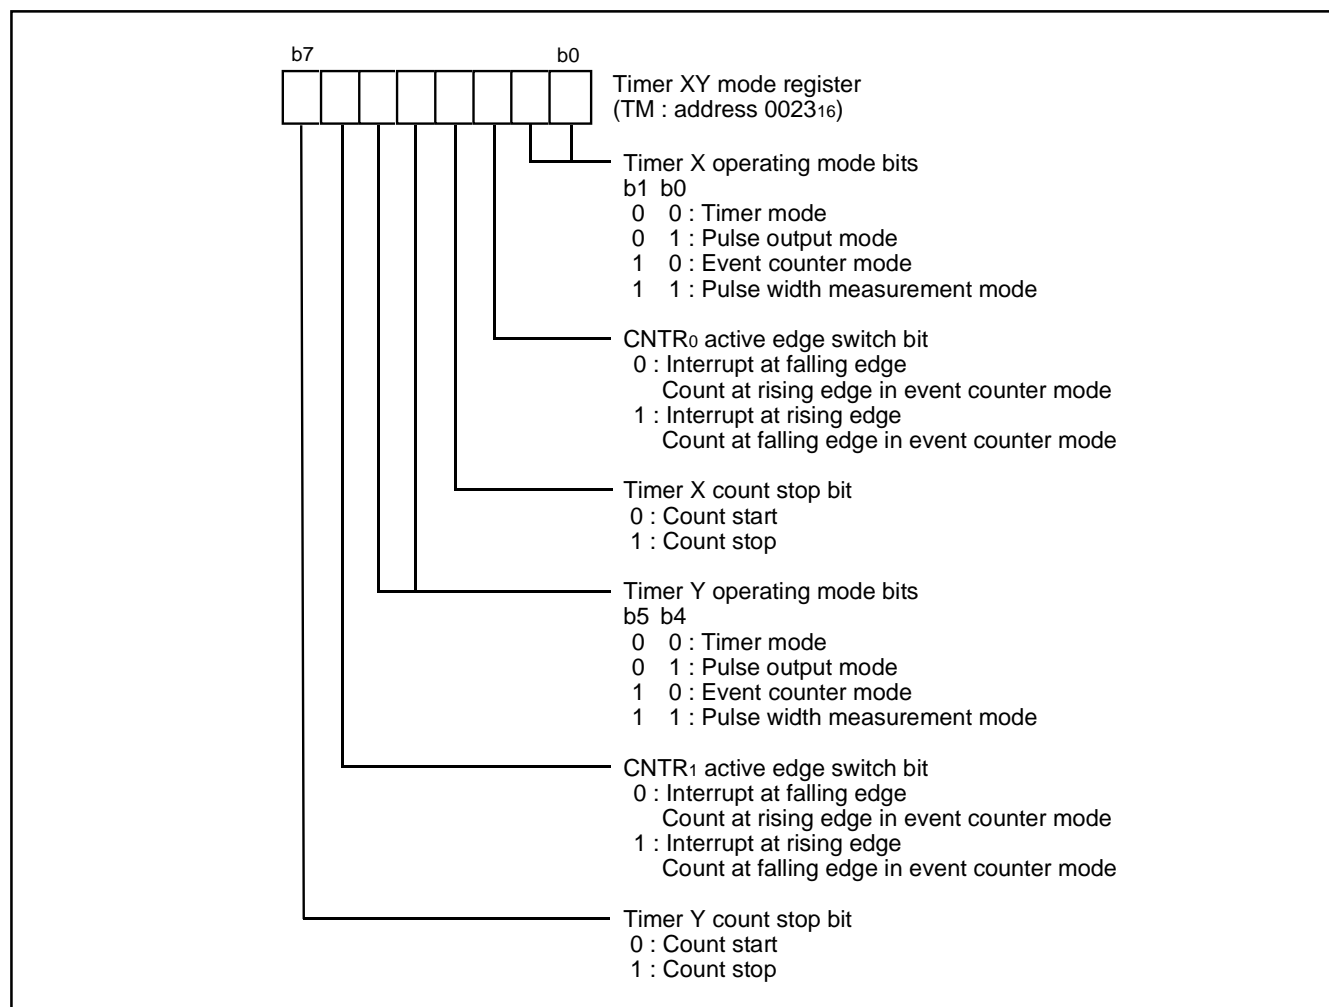 b7 b0
Timer XY mode register
(TM : address 002316)
Timer X operating mode bits
b1 b0
0 0 : Timer mode
0 1 : Pulse output mode
1 0 : Event counter mode
1 1 : Pulse width measurement mode
CNTR0 active edge switch bit
0 : Interrupt at falling edge
Count at rising edge in event counter mode
1 : Interrupt at rising edge
Count at falling edge in event counter mode
Timer X count stop bit
0 : Count start
1 : Count stop
Timer Y operating mode bits
b5 b4
0 0 : Timer mode
0 1 : Pulse output mode
1 0 : Event counter mode
1 1 : Pulse width measurement mode
CNTR1 active edge switch bit
0 : Interrupt at falling edge
Count at rising edge in event counter mode
1 : Interrupt at rising edge
Count at falling edge in event counter mode
Timer Y count stop bit
0 : Count start
1 : Count stop